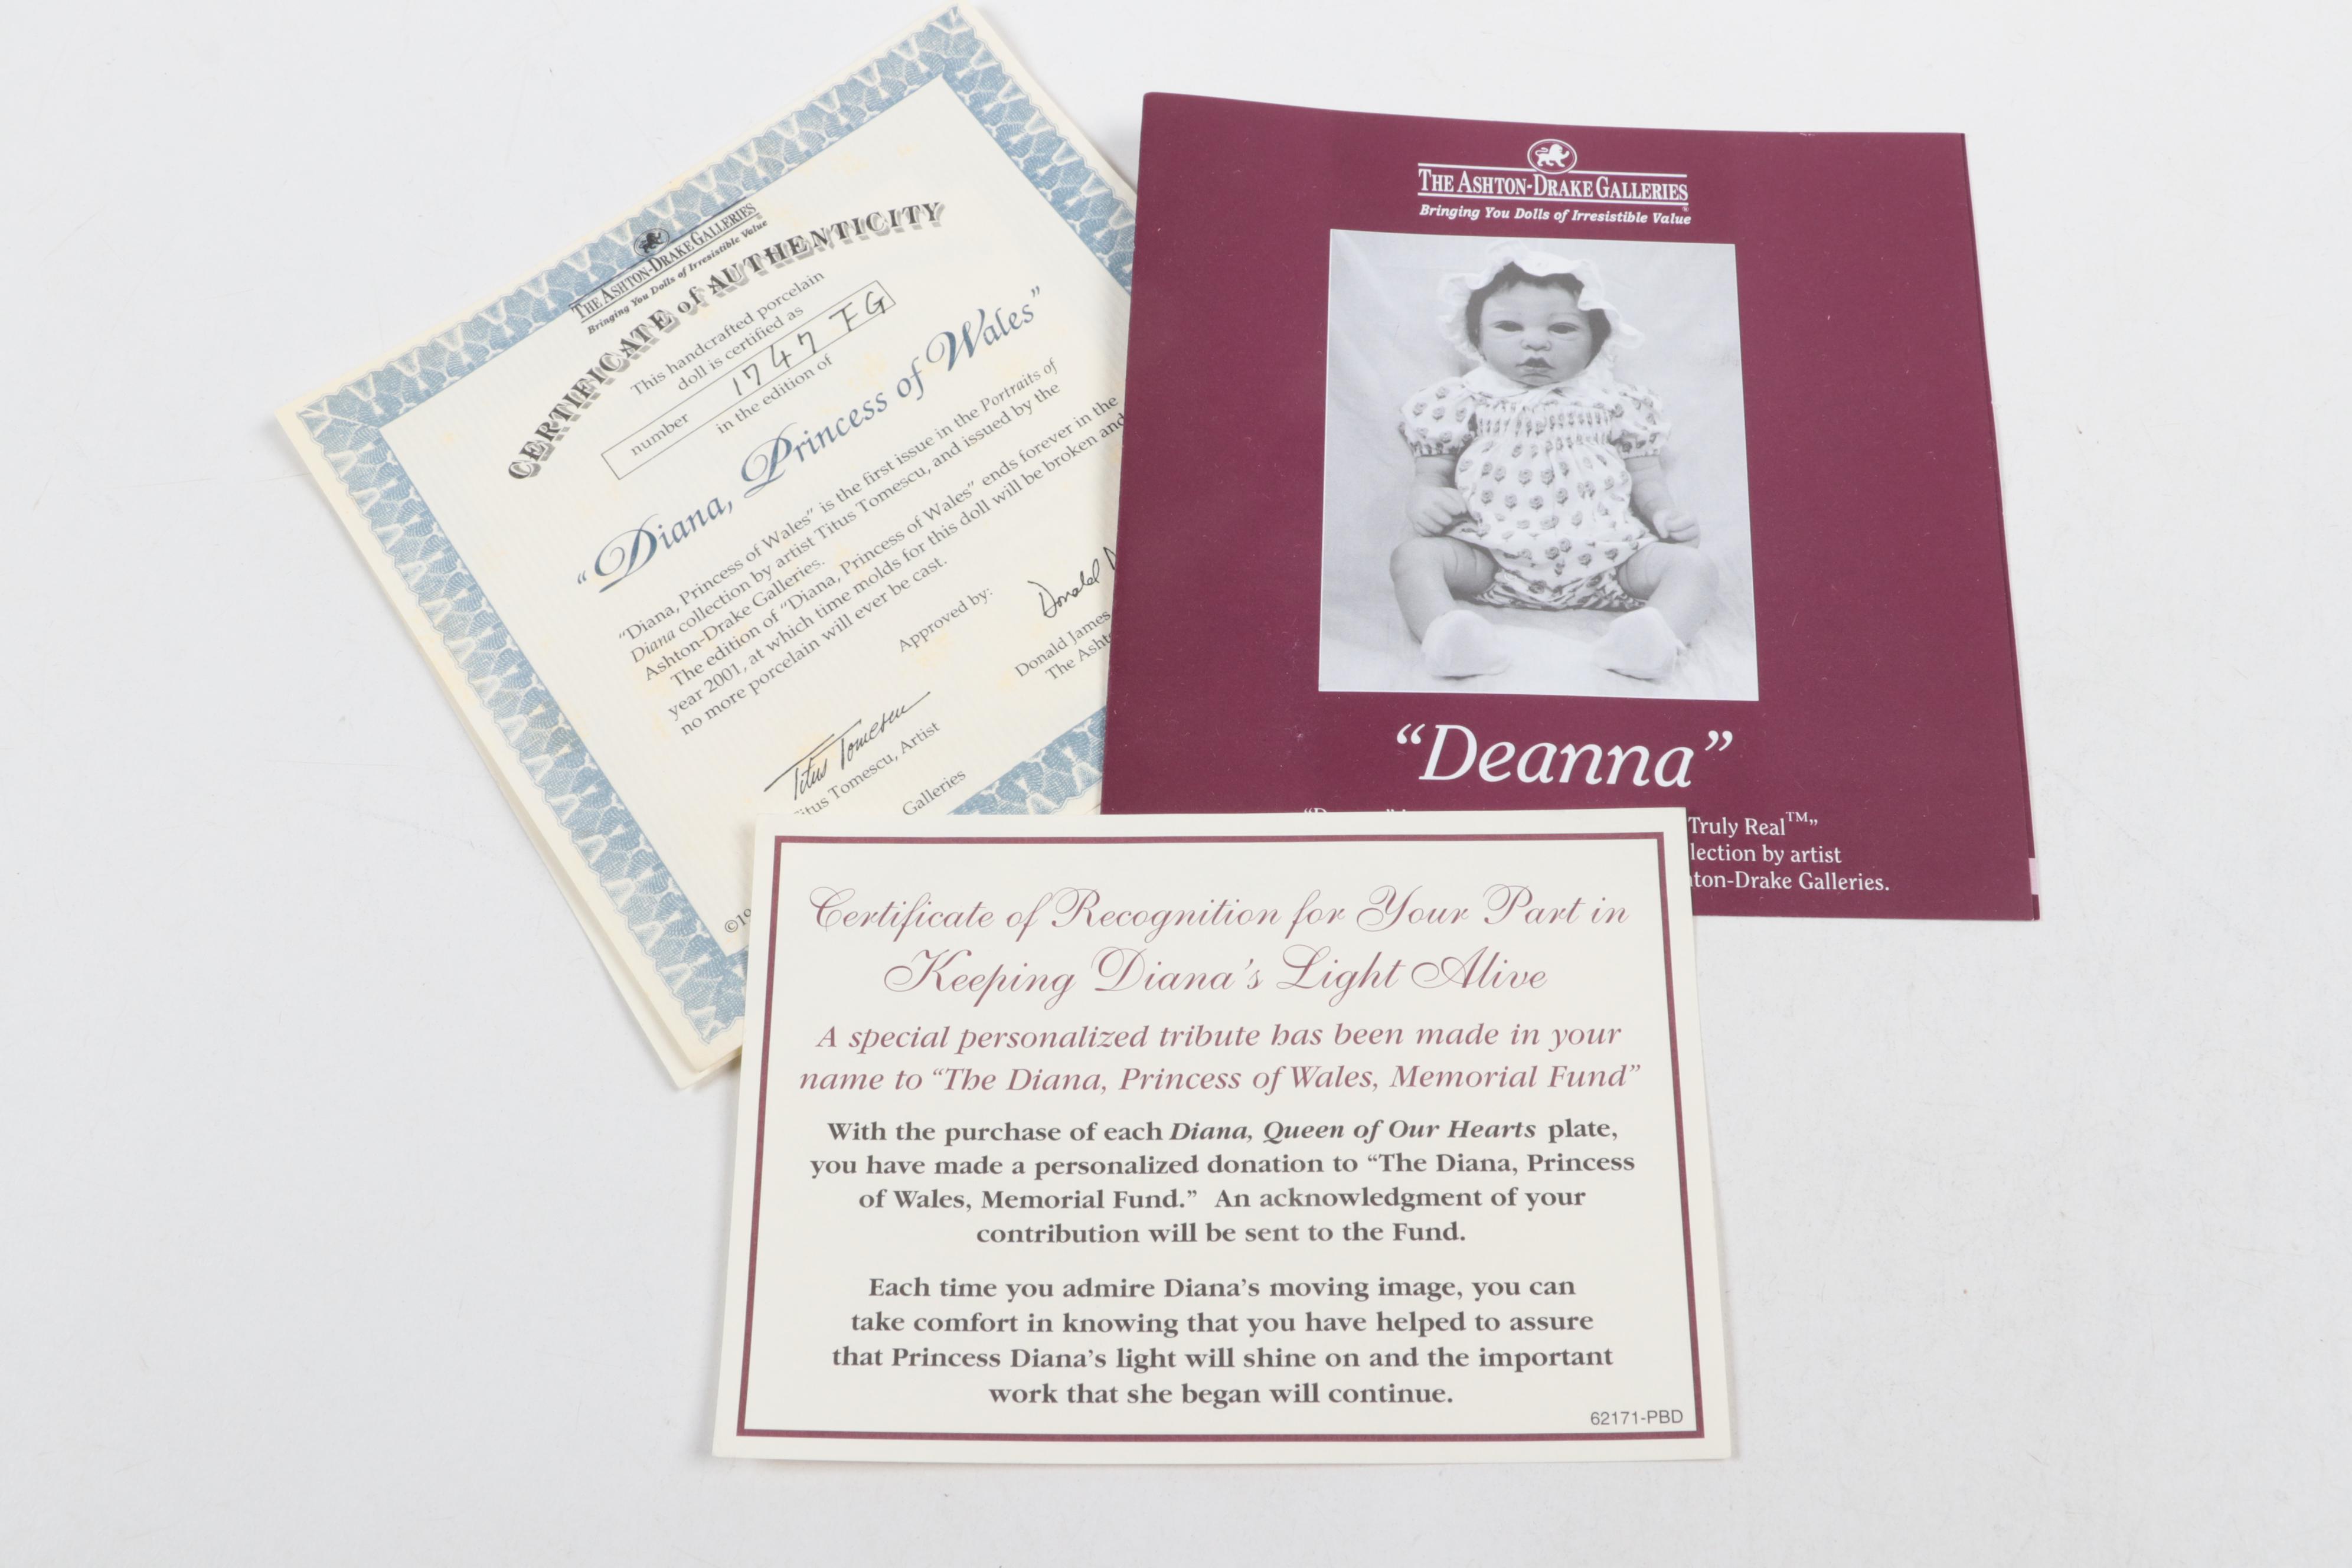 THE ASHTON-DRAKE GALLERIES
Bringing You Dolls of Irresistible Value
CERTIFICATE of AUTHENTICITY
This handcrafted porcelain
doll is certified as
number 1747 FG
in the edition of
“Diana, Princess of Wales”
“Diana, Princess of Wales” is the first issue in the Portraits of
Diana collection by artist Titus Tomescu, and issued by the
Ashton-Drake Galleries.
The edition of “Diana, Princess of Wales” ends forever in the
year 2001, at which time molds for this doll will be broken and
no more porcelain will ever be cast.
Approved by:
Donald
Donald James
The
Titus Tomescu
Titus Tomescu, Artist
Galleries
©19
THE ASHTON-DRAKE GALLERIES®
Bringing You Dolls of Irresistible Value
“Deanna”
Truly Real™”
by artist
Drake Galleries.
Certificate of Recognition for Your Part in
Keeping Diana's Light Alive
A special personalized tribute has been made in your
name to “The Diana, Princess of Wales, Memorial Fund”
With the purchase of each Diana, Queen of Our Hearts plate,
you have made a personalized donation to “The Diana, Princess
of Wales, Memorial Fund.” An acknowledgment of your
contribution will be sent to the Fund.
Each time you admire Diana's moving image, you can
take comfort in knowing that you have helped to assure
that Princess Diana's light will shine on and the important
work that she began will continue.
62171-PBD